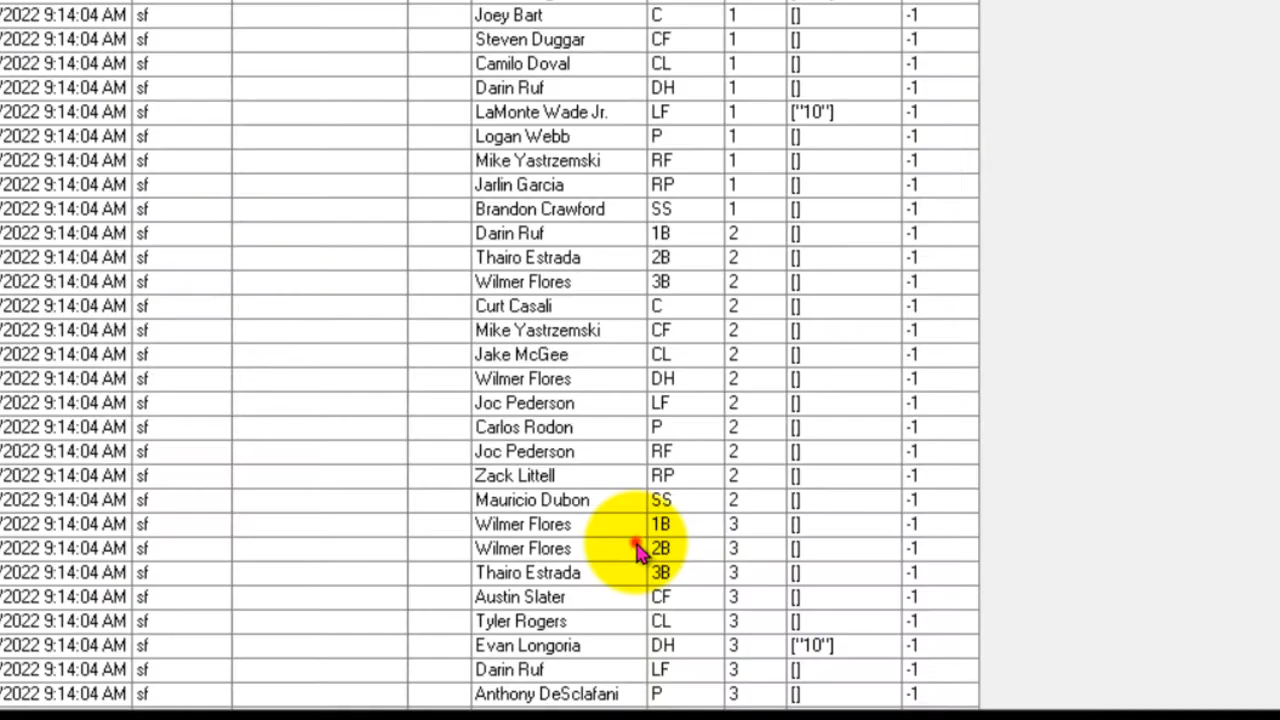 /2022 9:14:04 AM sf Joey Bart C 1 [] -1
/2022 9:14:04 AM sf Steven Duggar CF 1 [] -1
/2022 9:14:04 AM sf Camilo Doval CL 1 [] -1
/2022 9:14:04 AM sf Darin Ruf DH 1 [] -1
/2022 9:14:04 AM sf LaMonte Wade Jr. LF 1 ["10"] -1
/2022 9:14:04 AM sf Logan Webb P 1 [] -1
/2022 9:14:04 AM sf Mike Yastrzemski RF 1 [] -1
/2022 9:14:04 AM sf Jarlin Garcia RP 1 [] -1
/2022 9:14:04 AM sf Brandon Crawford SS 1 [] -1
/2022 9:14:04 AM sf Darin Ruf 1B 2 [] -1
/2022 9:14:04 AM sf Thairo Estrada 2B 2 [] -1
/2022 9:14:04 AM sf Wilmer Flores 3B 2 [] -1
/2022 9:14:04 AM sf Curt Casali C 2 [] -1
/2022 9:14:04 AM sf Mike Yastrzemski CF 2 [] -1
/2022 9:14:04 AM sf Jake McGee CL 2 [] -1
/2022 9:14:04 AM sf Wilmer Flores DH 2 [] -1
/2022 9:14:04 AM sf Joc Pederson LF 2 [] -1
/2022 9:14:04 AM sf Carlos Rodon P 2 [] -1
/2022 9:14:04 AM sf Joc Pederson RF 2 [] -1
/2022 9:14:04 AM sf Zack Littell RP 2 [] -1
/2022 9:14:04 AM sf Mauricio Dubon SS 2 [] -1
/2022 9:14:04 AM sf Wilmer Flores 1B 3 [] -1
/2022 9:14:04 AM sf Wilmer Flores 2B 3 [] -1
/2022 9:14:04 AM sf Thairo Estrada 3B 3 [] -1
/2022 9:14:04 AM sf Austin Slater CF 3 [] -1
/2022 9:14:04 AM sf Tyler Rogers CL 3 [] -1
/2022 9:14:04 AM sf Evan Longoria DH 3 ["10"] -1
/2022 9:14:04 AM sf Darin Ruf LF 3 [] -1
/2022 9:14:04 AM sf Anthony DeSclafani P 3 [] -1